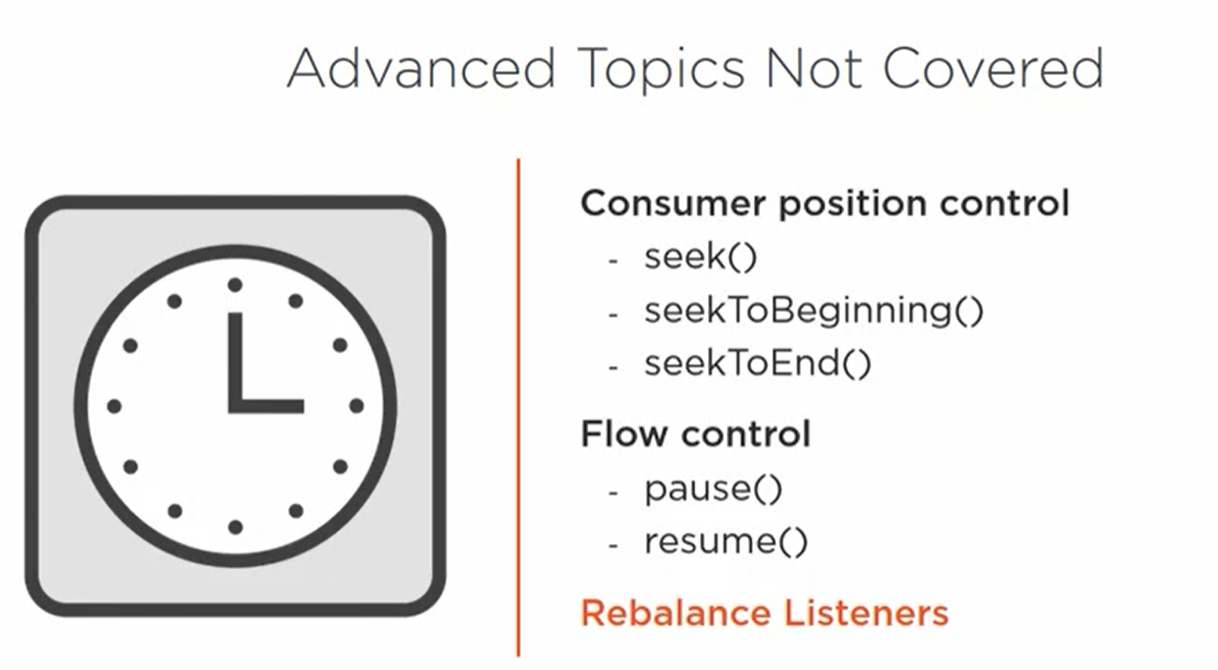 Advanced Topics Not Covered
Consumer position control
- seek()
- seekToBeginning()
- seekToEnd()
Flow control
- pause()
- resume()
Rebalance Listeners